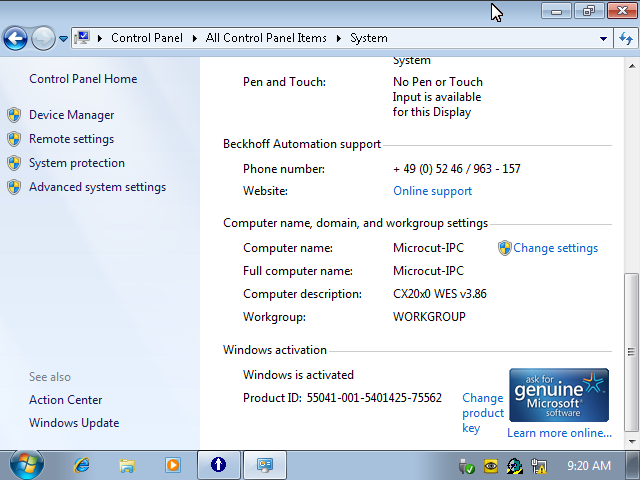 Control Panel
All Control Panel Items
System
Control Panel Home
Device Manager
Remote settings
System protection
Advanced system settings
See also
Action Center
Windows Update
System
Pen and Touch: No Pen or Touch
Input is available
for this Display
Beckhoff Automation support
Phone number: + 49 (0) 52 46 / 963 - 157
Website: Online support
Computer name, domain, and workgroup settings
Computer name: Microcut-IPC Change settings
Full computer name: Microcut-IPC
Computer description: CX20x0 WES v3.86
Workgroup: WORKGROUP
Windows activation
Windows is activated
Product ID: 55041-001-5401425-75562 Change
product
key
ask for
genuine
Microsoft
software
Learn more online...
9:20 AM